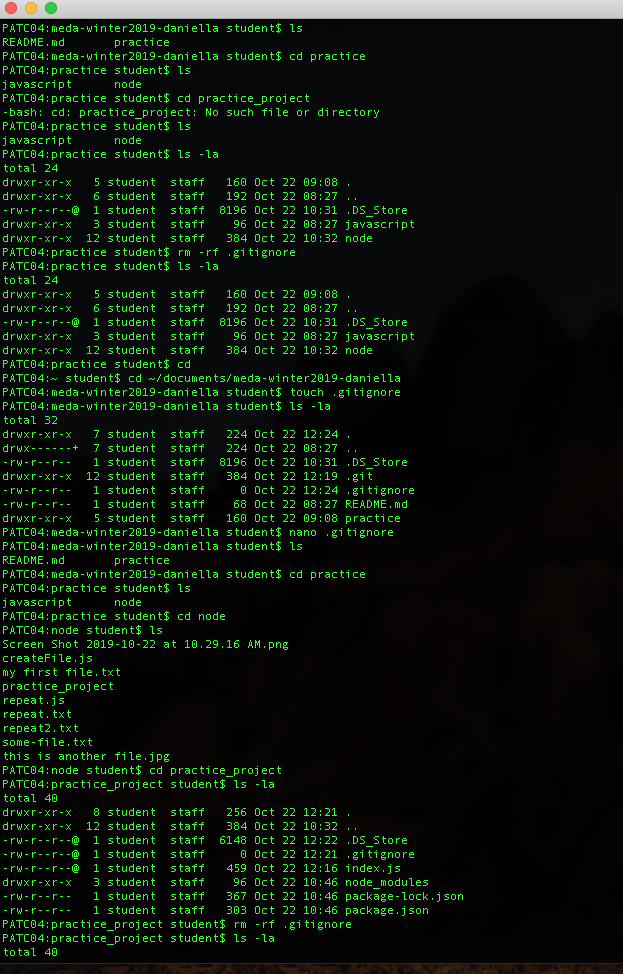 PATC04:meda-winter2019-daniella student$ ls
README.md       practice
PATC04:meda-winter2019-daniella student$ cd practice
PATC04:practice student$ ls
javascript      node
PATC04:practice student$ cd practice_project
-bash: cd: practice_project: No such file or directory
PATC04:practice student$ ls
javascript      node
PATC04:practice student$ ls -la
total 24
drwxr-xr-x   5 student  staff   160 Oct 22 09:08 .
drwxr-xr-x   6 student  staff   192 Oct 22 08:27 ..
-rw-r--r--@  1 student  staff  8196 Oct 22 10:31 .DS_Store
drwxr-xr-x   3 student  staff    96 Oct 22 08:27 javascript
drwxr-xr-x  12 student  staff   384 Oct 22 10:32 node
PATC04:practice student$ rm -rf .gitignore
PATC04:practice student$ ls -la
total 24
drwxr-xr-x   5 student  staff   160 Oct 22 09:08 .
drwxr-xr-x   6 student  staff   192 Oct 22 08:27 ..
-rw-r--r--@  1 student  staff  8196 Oct 22 10:31 .DS_Store
drwxr-xr-x   3 student  staff    96 Oct 22 08:27 javascript
drwxr-xr-x  12 student  staff   384 Oct 22 10:32 node
PATC04:practice student$ cd
PATC04:~ student$ cd ~/documents/meda-winter2019-daniella
PATC04:meda-winter2019-daniella student$ touch .gitignore
PATC04:meda-winter2019-daniella student$ ls -la
total 32
drwxr-xr-x   7 student  staff   224 Oct 22 12:24 .
drwx------+  7 student  staff   224 Oct 22 08:27 ..
-rw-r--r--   1 student  staff  8196 Oct 22 10:31 .DS_Store
drwxr-xr-x  12 student  staff   384 Oct 22 12:19 .git
-rw-r--r--   1 student  staff     0 Oct 22 12:24 .gitignore
-rw-r--r--   1 student  staff    68 Oct 22 08:27 README.md
drwxr-xr-x   5 student  staff   160 Oct 22 09:08 practice
PATC04:meda-winter2019-daniella student$ nano .gitignore
PATC04:meda-winter2019-daniella student$ ls
README.md       practice
PATC04:meda-winter2019-daniella student$ cd practice
PATC04:practice student$ ls
javascript      node
PATC04:practice student$ cd node
PATC04:node student$ ls
Screen Shot 2019-10-22 at 10.29.16 AM.png
createFile.js
my first file.txt
practice_project
repeat.js
repeat.txt
repeat2.txt
some-file.txt
this is another file.jpg
PATC04:node student$ cd practice_project
PATC04:practice_project student$ ls -la
total 40
drwxr-xr-x   8 student  staff   256 Oct 22 12:21 .
drwxr-xr-x  12 student  staff   384 Oct 22 10:32 ..
-rw-r--r--@  1 student  staff  6148 Oct 22 12:22 .DS_Store
-rw-r--r--@  1 student  staff     0 Oct 22 12:21 .gitignore
-rw-r--r--@  1 student  staff   459 Oct 22 12:16 index.js
drwxr-xr-x   3 student  staff    96 Oct 22 10:46 node_modules
-rw-r--r--   1 student  staff   367 Oct 22 10:46 package-lock.json
-rw-r--r--   1 student  staff   303 Oct 22 10:46 package.json
PATC04:practice_project student$ rm -rf .gitignore
PATC04:practice_project student$ ls -la
total 40